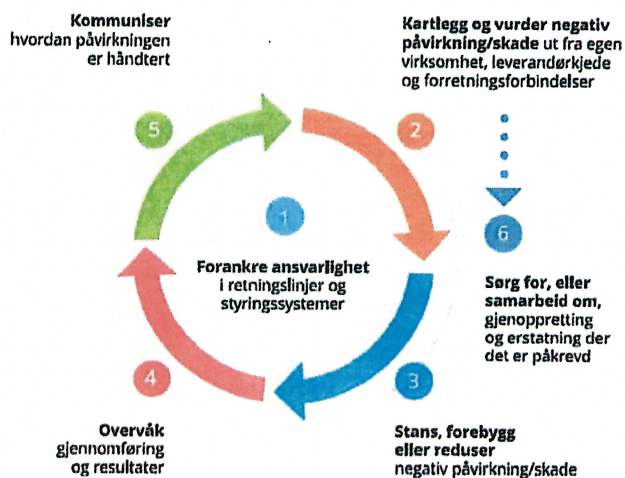 Kommuniser
hvordan påvirkningen
er håndtert
5
Kartlegg og vurder negativ
påvirkning/skade ut fra egen
virksomhet, leverandørkjede
og forretningsforbindelser
2
1
Forankre ansvarlighet
i retningslinjer og
styringssystemer
6
Sørg for, eller
samarbeid om,
gjenoppretting
og erstatning der
det er påkrevd
4
Overvåk
gjennomføring
og resultater
3
Stans, forebygg
eller reduser
negativ påvirkning/skade